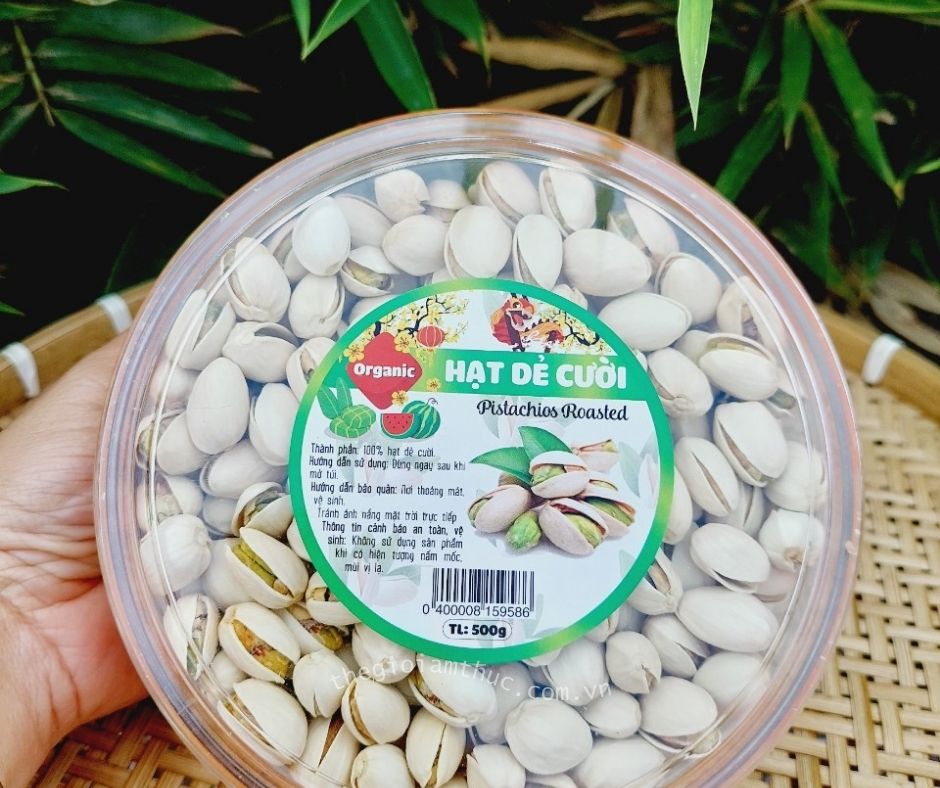 Organic
HẠT DẺ CƯỜI
Pistachios Roasted
Thành phần: 100% hạt dẻ cười.
Hướng dẫn sử dụng: Dùng ngay sau khi
mở túi.
Hướng dẫn bảo quản: Nơi thoáng mát,
vệ sinh.
Tránh ánh nắng mặt trời trực tiếp
Thông tin cảnh báo an toàn, vệ
sinh: Không sử dụng sản phẩm
khi có hiện tượng nấm mốc,
mùi vị lạ.
0 400008 159586
TL: 500g
thegioiamthuc.com.vn